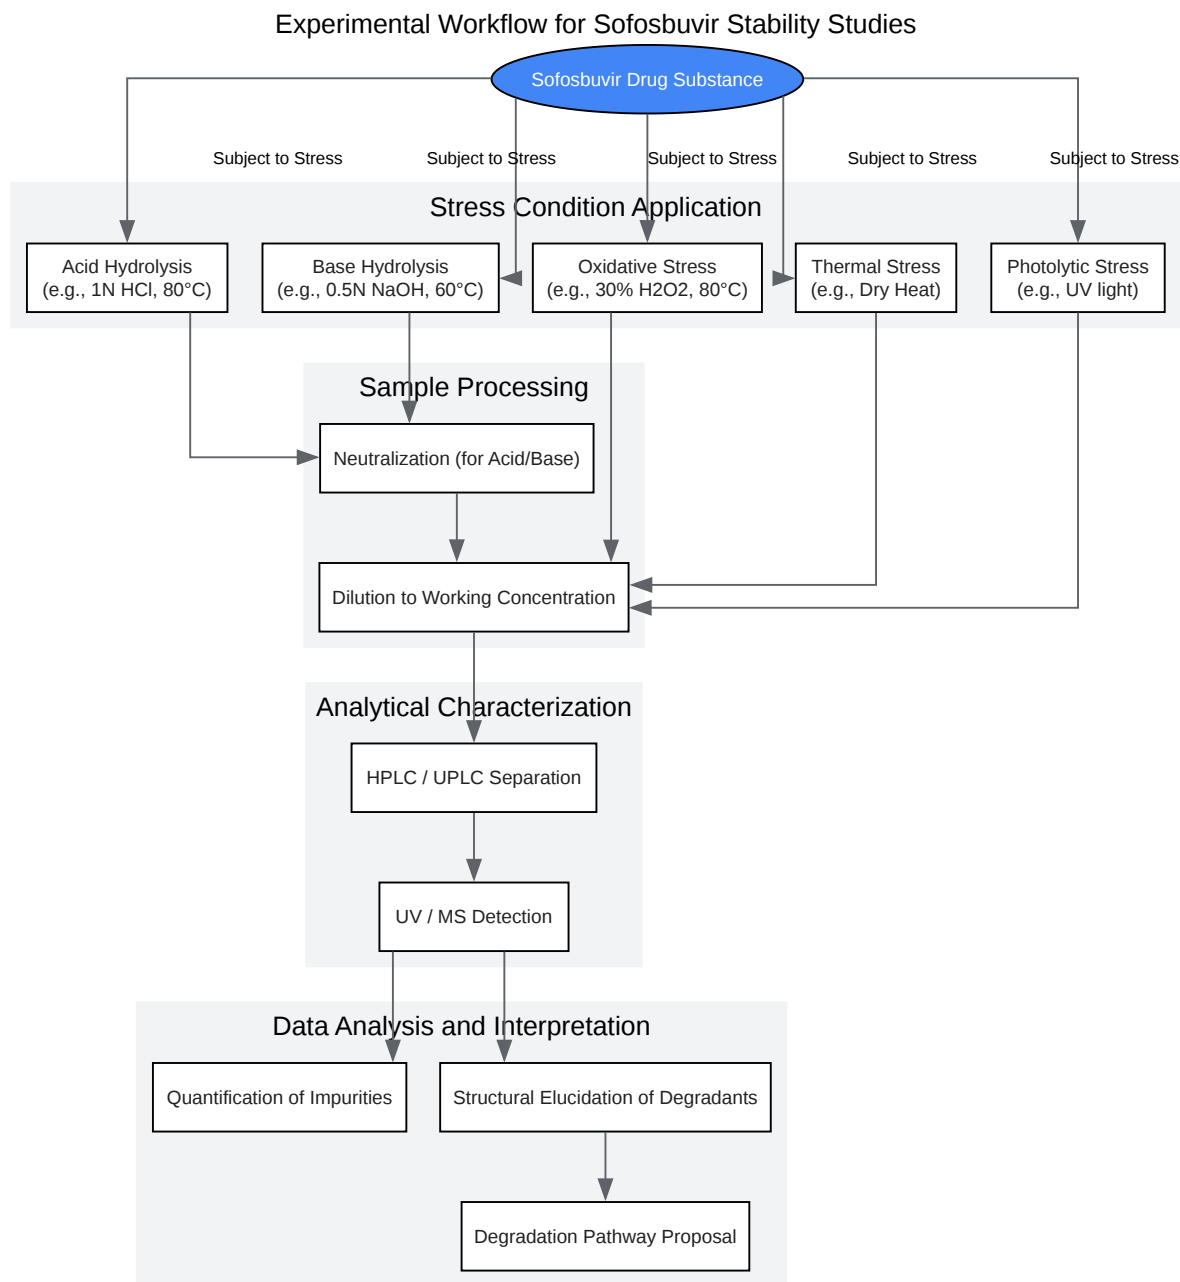 Experimental Workflow for Sofosbuvir Stability Studies
Sofosbuvir Drug Substance
Subject to Stress
Subject to Stress
Subject to Stress
Subject to Stress
Subject to Stress
Stress Condition Application
Acid Hydrolysis
(e.g., 1N HCl, 80°C)
Base Hydrolysis
(e.g., 0.5N NaOH, 60°C)
Oxidative Stress
(e.g., 30% H2O2, 80°C)
Thermal Stress
(e.g., Dry Heat)
Photolytic Stress
(e.g., UV light)
Sample Processing
Neutralization (for Acid/Base)
Dilution to Working Concentration
Analytical Characterization
HPLC / UPLC Separation
UV / MS Detection
Data Analysis and Interpretation
Quantification of Impurities
Structural Elucidation of Degradants
Degradation Pathway Proposal